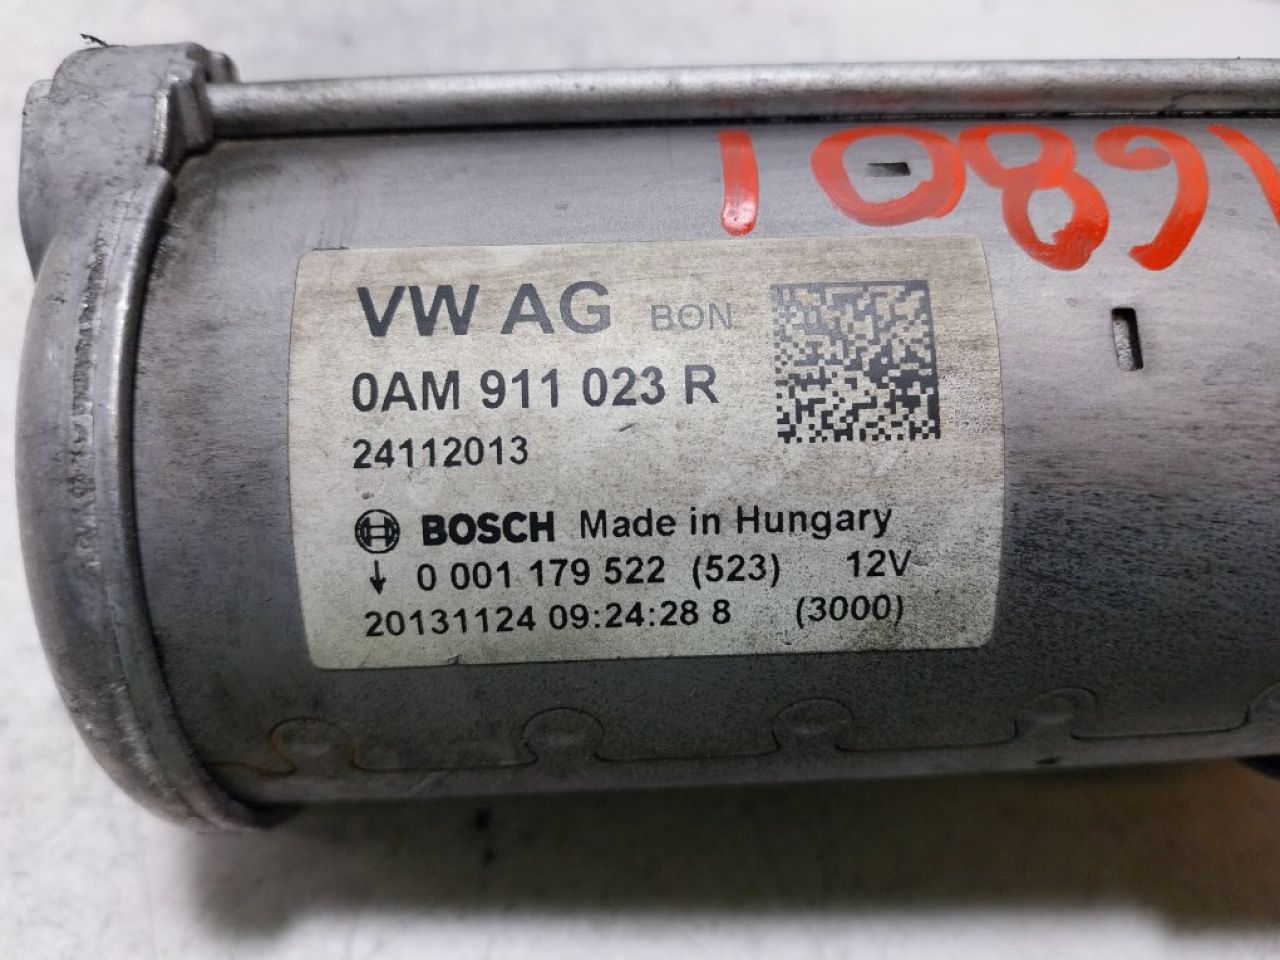 VW AG BON
0AM 911 023 R
24112013
BOSCH Made in Hungary
↓ 0 001 179 522 (523) 12V
20131124 09:24:28 8 (3000)